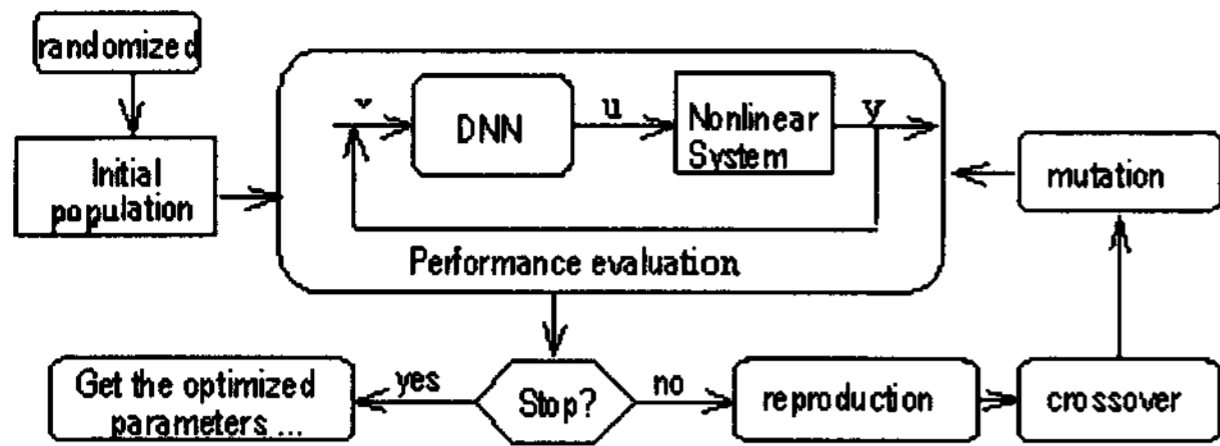 randomized
Initial
population
DNN
u
Nonlinear
System
y
Performance evaluation
mutation
Get the optimized
parameters ...
yes
Stop?
no
reproduction
crossover